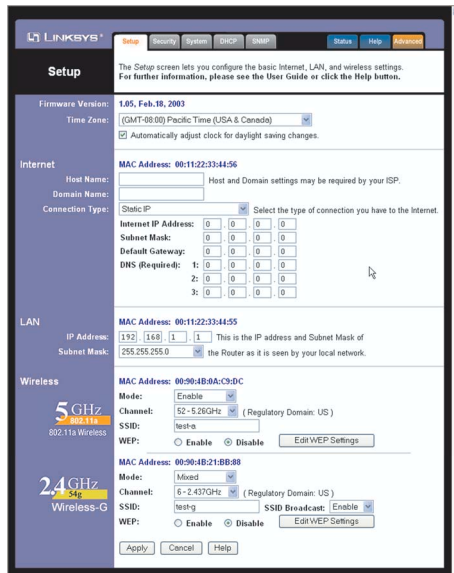 LINKSYS®
Setup Security System DHCP SNMP Status Help Advanced
Setup
The Setup screen lets you configure the basic Internet, LAN, and wireless settings.
For further information, please see the User Guide or click the Help button.
Firmware Version: 1.05, Feb.18, 2003
Time Zone: (GMT-08:00) Pacific Time (USA & Canada)
Automatically adjust clock for daylight saving changes.
Internet MAC Address: 00:11:22:33:44:56
Host Name: Host and Domain settings may be required by your ISP.
Domain Name:
Connection Type: Static IP Select the type of connection you have to the Internet.
Internet IP Address: 0 . 0 . 0 . 0
Subnet Mask: 0 . 0 . 0 . 0
Default Gateway: 0 . 0 . 0 . 0
DNS (Required): 1: 0 . 0 . 0 . 0
2: 0 . 0 . 0 . 0
3: 0 . 0 . 0 . 0
LAN MAC Address: 00:11:22:33:44:55
IP Address: 192 . 168 . 1 . 1 This is the IP address and Subnet Mask of
Subnet Mask: 255.255.255.0 the Router as it is seen by your local network.
Wireless MAC Address: 00:90:4B:0A:C9:DC
Mode: Enable
5 GHz 802.11a
802.11a Wireless
Channel: 52 - 5.26GHz ( Regulatory Domain: US )
SSID: test-a
WEP: Enable Disable Edit WEP Settings
MAC Address: 00:90:4B:21:BB:88
Mode: Mixed
2.4 GHz 54g
Wireless-G
Channel: 6 - 2.437GHz ( Regulatory Domain: US )
SSID: test-g SSID Broadcast: Enable
WEP: Enable Disable Edit WEP Settings
Apply Cancel Help